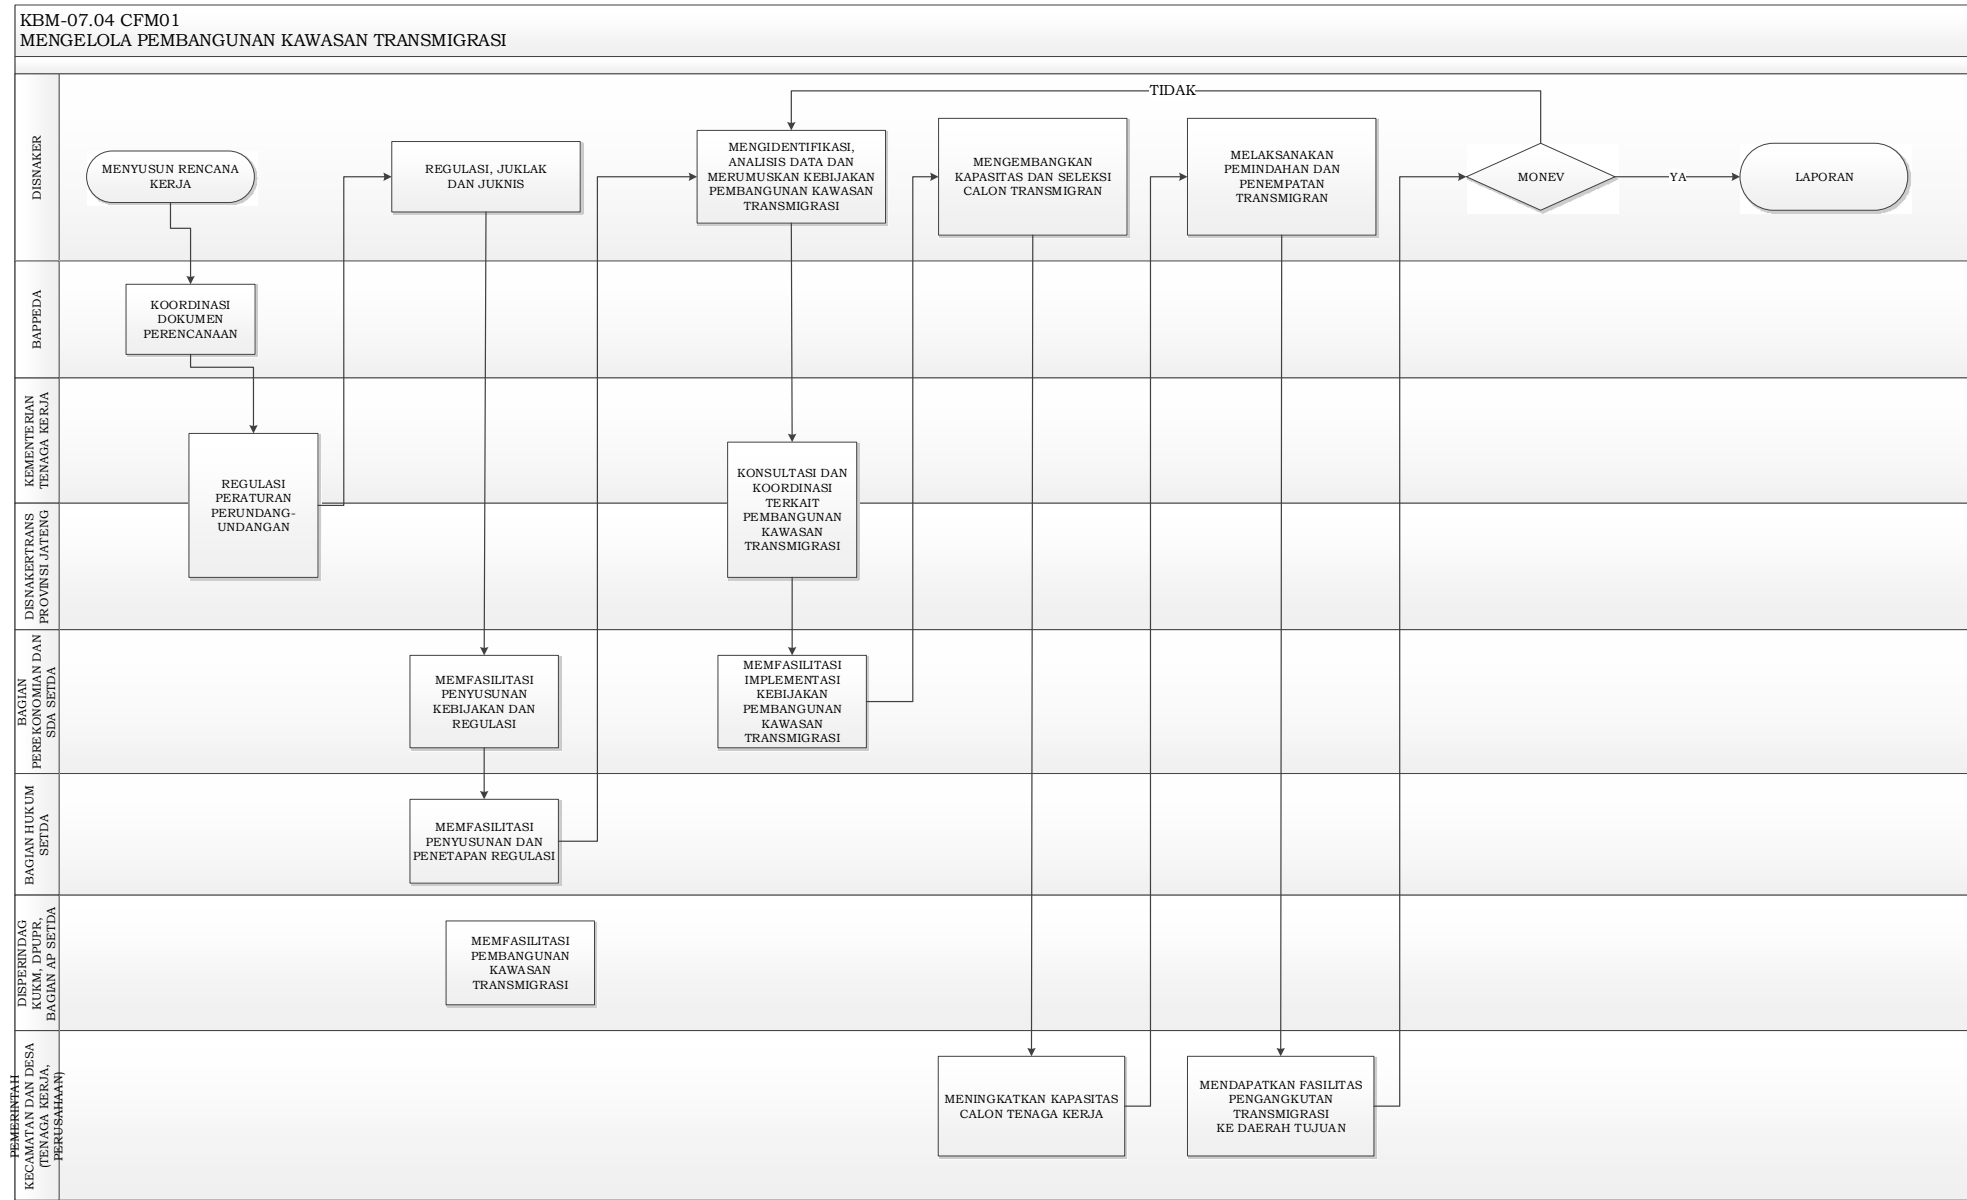 KBM-07.04 CFM01
MENGELOLA PEMBANGUNAN KAWASAN TRANSMIGRASI
DISNAKER
MENYUSUN RENCANA
KERJA
REGULASI, JUKLAK
DAN JUKNIS
TIDAK
MENGIDENTIFIKASI,
ANALISIS DATA DAN
MERUMUSKAN KEBIJAKAN
PEMBANGUNAN KAWASAN
TRANSMIGRASI
MENGEMBANGKAN
KAPASITAS DAN SELEKSI
CALON TRANSMIGRAN
MELAKSANAKAN
PEMINDAHAN DAN
PENEMPATAN
TRANSMIGRAN
MONEV
YA
LAPORAN
BAPPEDA
KOORDINASI
DOKUMEN
PERENCANAAN
KEMENTERIAN
TENAGA KERJA
REGULASI
PERATURAN
PERUNDANG-
UNDANGAN
KONSULTASI DAN
KOORDINASI
TERKAIT
PEMBANGUNAN
KAWASAN
TRANSMIGRASI
DISNAKERTRANS
PROVINSI JATENG
BAGIAN
PEREKONOMIAN DAN
SDA SETDA
MEMFASILITASI
PENYUSUNAN
KEBIJAKAN DAN
REGULASI
MEMFASILITASI
IMPLEMENTASI
KEBIJAKAN
PEMBANGUNAN
KAWASAN
TRANSMIGRASI
BAGIAN HUKUM
SETDA
MEMFASILITASI
PENYUSUNAN DAN
PENETAPAN REGULASI
DISPERINDAG
KUKM, DPUPR,
BAGIAN AP SETDA
MEMFASILITASI
PEMBANGUNAN
KAWASAN
TRANSMIGRASI
PEMERINTAH
KECAMATAN DAN DESA
(TENAGA KERJA,
PERUSAHAAN)
MENINGKATKAN KAPASITAS
CALON TENAGA KERJA
MENDAPATKAN FASILITAS
PENGANGKUTAN
TRANSMIGRASI
KE DAERAH TUJUAN